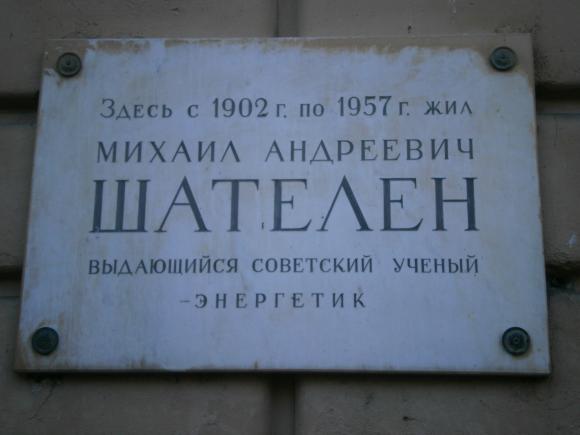 Здесь с 1902 г. по 1957 г. жил
МИХАИЛ АНДРЕЕВИЧ
ШАТЕЛЕН
ВЫДАЮЩИЙСЯ СОВЕТСКИЙ УЧЕНЫЙ
-ЭНЕРГЕТИК